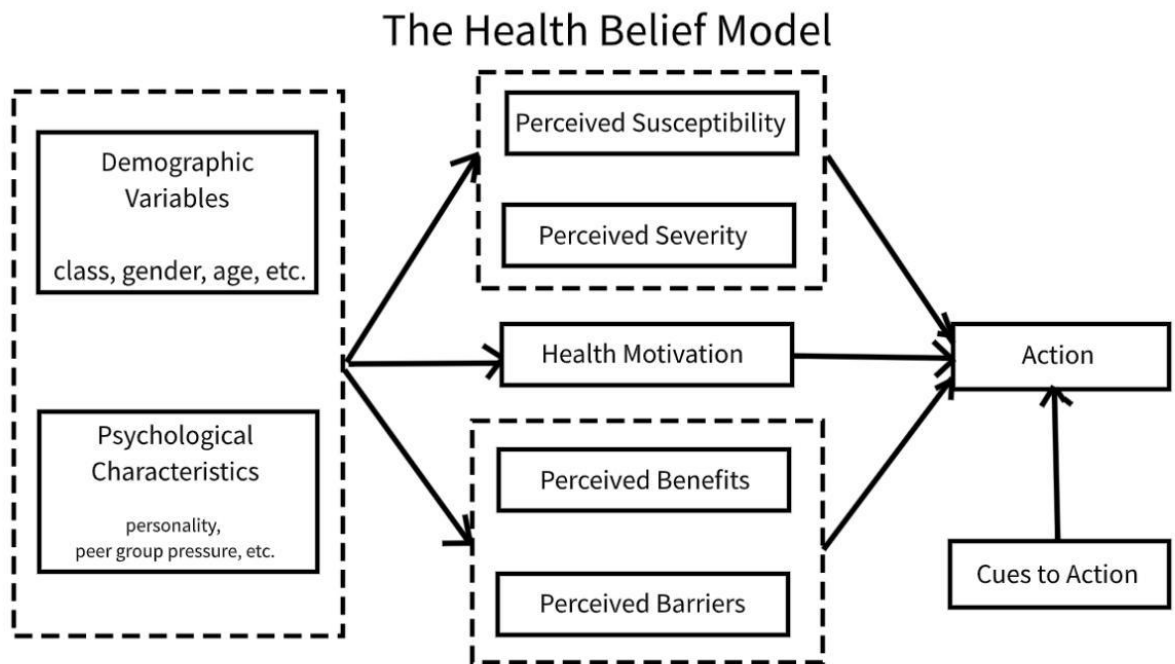 The Health Belief Model
Demographic
Variables
class, gender, age, etc.
Psychological
Characteristics
personality,
peer group pressure, etc.
Perceived Susceptibility
Perceived Severity
Health Motivation
Perceived Benefits
Perceived Barriers
Action
Cues to Action